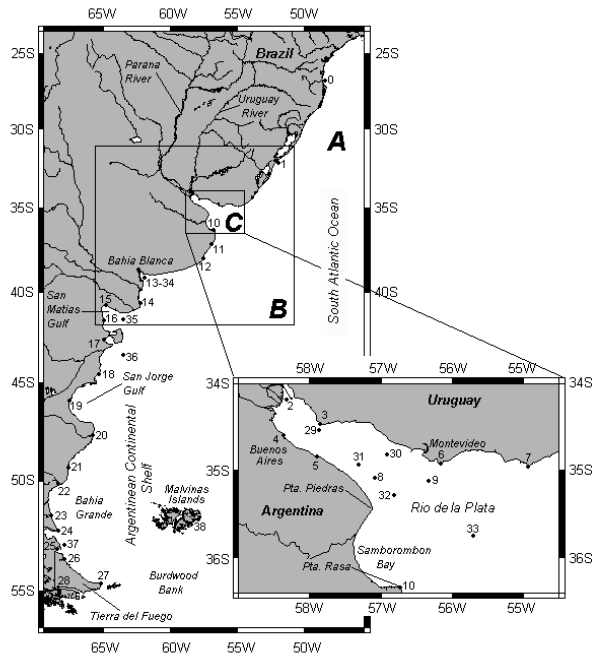 65W 60W 55W 50W
25S 25S
Brazil
0
Parana
River
Uruguay
River
30S 30S
A
1
35S 35S
C
10
11
12
Bahia Blanca
13-34
14
B
South Atlantic Ocean
40S 40S
San
Matias
Gulf
15
16 35
17
36
18
San Jorge
Gulf
45S
19
20
21
50S
22
Bahia
Grande
Argentinean Continental
Shelf
Malvinas
Islands
38
23
24
25 37
26
27
28
Burdwood
Bank
55S
Tierra del Fuego
65W 60W 55W 50W
58W 57W 56W 55W
34S 34S
Uruguay
2
3
29
4
Buenos
Aires
5
31
30
Montevideo
6
7
35S 35S
8
9
32
Pta. Piedras
Rio de la Plata
Argentina
33
Samborombon
Bay
36S 36S
Pta. Rasa
10
58W 57W 56W 55W